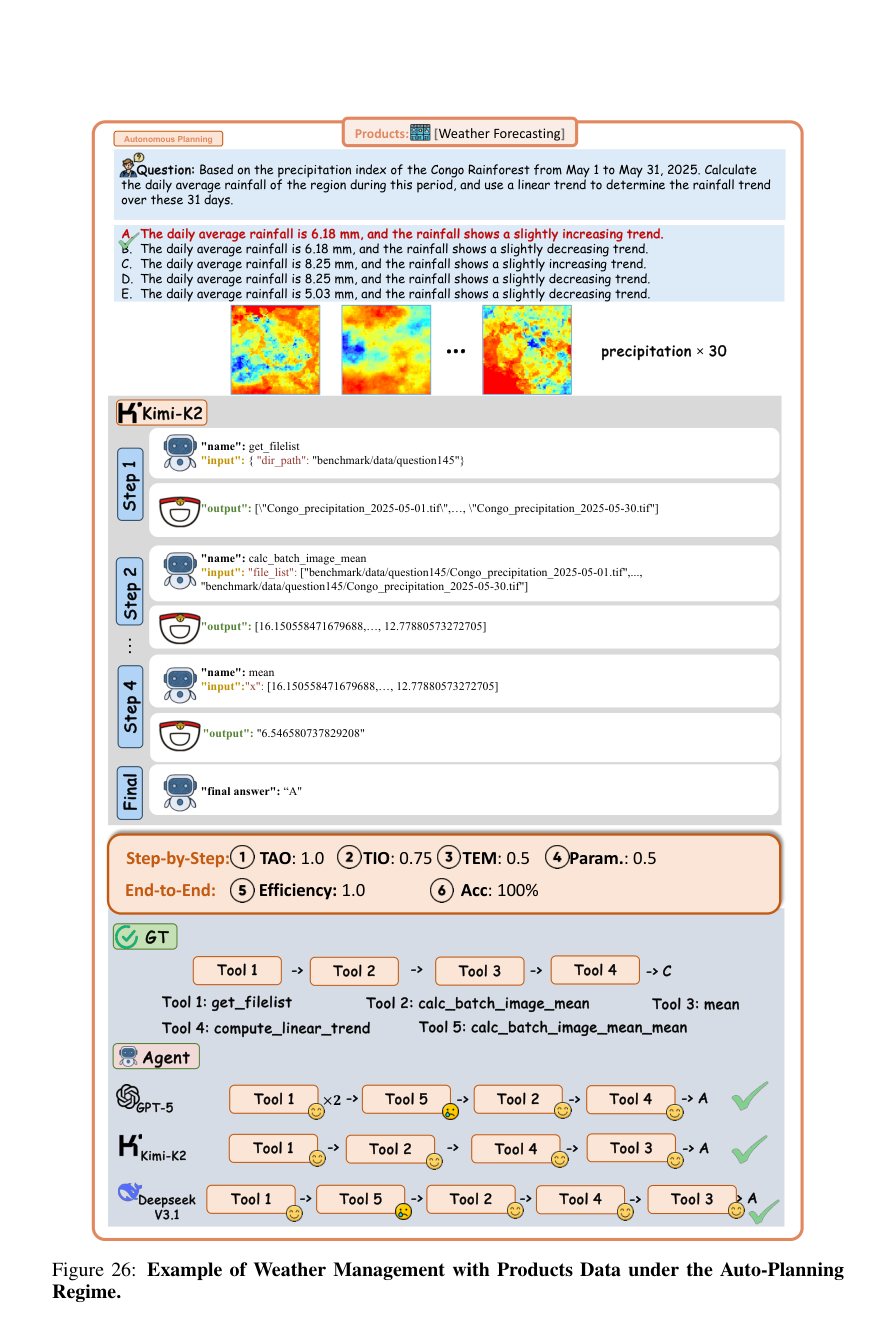 Products: [Weather Forecasting]
Autonomous Planning
Question: Based on the precipitation index of the Congo Rainforest from May 1 to May 31, 2025. Calculate
the daily average rainfall of the region during this period, and use a linear trend to determine the rainfall trend
over these 31 days.
A. The daily average rainfall is 6.18 mm, and the rainfall shows a slightly increasing trend.
B. The daily average rainfall is 6.18 mm, and the rainfall shows a slightly decreasing trend.
C. The daily average rainfall is 8.25 mm, and the rainfall shows a slightly increasing trend.
D. The daily average rainfall is 8.25 mm, and the rainfall shows a slightly decreasing trend.
E. The daily average rainfall is 5.03 mm, and the rainfall shows a slightly decreasing trend.
... precipitation × 30
Kimi-K2
Step 1
"name": get_filelist
"input": { "dir_path": "benchmark/data/question145"}
"output": [\"Congo_precipitation_2025-05-01.tif\",…, \"Congo_precipitation_2025-05-30.tif"]
Step 2
"name": calc_batch_image_mean
"input": "file_list": ["benchmark/data/question145/Congo_precipitation_2025-05-01.tif",...,
"benchmark/data/question145/Congo_precipitation_2025-05-30.tif"]
"output": [16.150558471679688,…, 12.77880573272705]
...
Step 4
"name": mean
"input":"x": [16.150558471679688,…, 12.77880573272705]
"output": "6.546580737829208"
Final
"final answer": “A"
Step-by-Step: 1 TAO: 1.0 2 TIO: 0.75 3 TEM: 0.5 4 Param.: 0.5
End-to-End: 5 Efficiency: 1.0 6 Acc: 100%
GT
Tool 1 -> Tool 2 -> Tool 3 -> Tool 4 -> C
Tool 1: get_filelist Tool 2: calc_batch_image_mean Tool 3: mean
Tool 4: compute_linear_trend Tool 5: calc_batch_image_mean_mean
Agent
GPT-5 Tool 1 ×2 -> Tool 5 -> Tool 2 -> Tool 4 -> A
Kimi-K2 Tool 1 -> Tool 2 -> Tool 4 -> Tool 3 -> A
Deepseek V3.1 Tool 1 -> Tool 5 -> Tool 2 -> Tool 4 -> Tool 3 > A
Figure 26: Example of Weather Management with Products Data under the Auto-Planning
Regime.